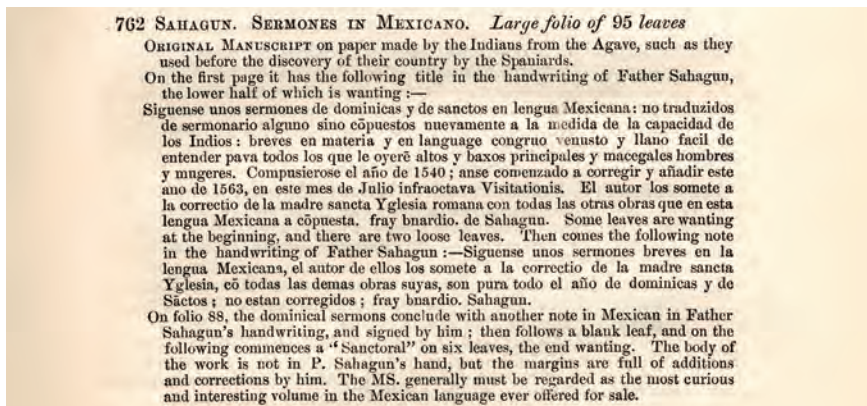 762 SAHAGUN. SERMONES IN MEXICANO. Large folio of 95 leaves
ORIGINAL MANUSCRIPT on paper made by the Indians from the Agave, such as they
used before the discovery of their country by the Spaniards.
On the first page it has the following title in the handwriting of Father Sahagun,
the lower half of which is wanting :—
Siguense unos sermones de dominicas y de sanctos en lengua Mexicana: no traduzidos
de sermonario alguno sino cōpuestos nuevamente a la medida de la capacidad de
los Indios : breves en materia y en language congruo venusto y llano facil de
entender pava todos los que le oyerē altos y baxos principales y macegales hombres
y mugeres. Compusierose el año de 1540 ; anse comenzado a corregir y añadir este
ano de 1563, en este mes de Julio infraoctava Visitationis. El autor los somete a
la correctio de la madre sancta Yglesia romana con todas las otras obras que en esta
lengua Mexicana a cōpuesta. fray bnardio. de Sahagun. Some leaves are wanting
at the beginning, and there are two loose leaves. Then comes the following note
in the handwriting of Father Sahagun :—Siguense unos sermones breves en la
lengua Mexicana, el autor de ellos los somete a la correctio de la madre sancta
Yglesia, cō todas las demas obras suyas, son pura todo el año de dominicas y de
Sāctos ; no estan corregidos ; fray bnardio. Sahagun.
On folio 88, the dominical sermons conclude with another note in Mexican in Father
Sahagun's handwriting, and signed by him ; then follows a blank leaf, and on the
following commences a "Sanctoral" on six leaves, the end wanting. The body of
the work is not in P. Sahagun's hand, but the margins are full of additions
and corrections by him. The MS. generally must be regarded as the most curious
and interesting volume in the Mexican language ever offered for sale.